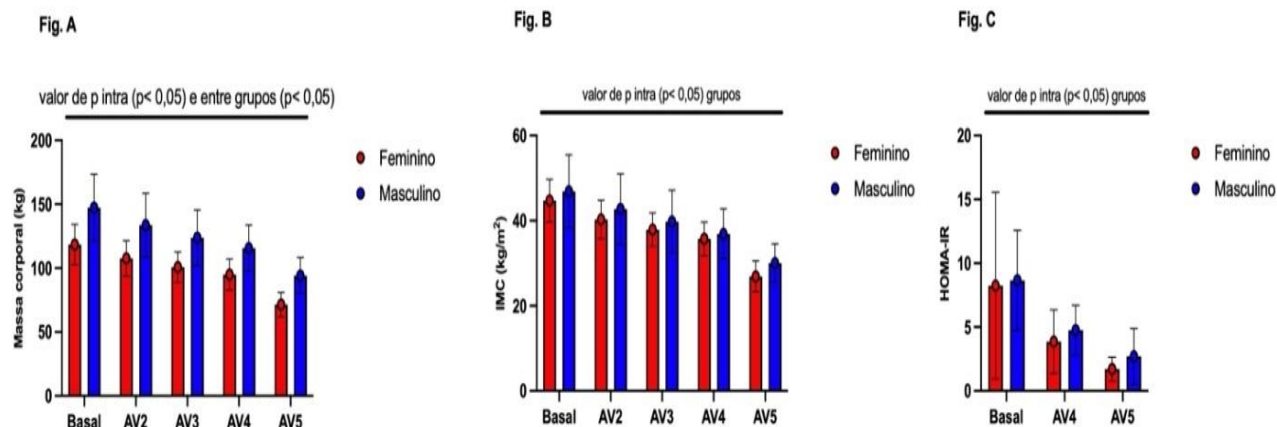 Fig. A
valor de p intra (p< 0,05) e entre grupos (p< 0,05)
200
150
100
50
0
Massa corporal (kg)
Basal AV2 AV3 AV4 AV5
Feminino
Masculino
Fig. B
valor de p intra (p< 0,05) grupos
60
40
20
0
IMC (kg/m²)
Basal AV2 AV3 AV4 AV5
Feminino
Masculino
Fig. C
valor de p intra (p< 0,05) grupos
20
15
10
5
0
HOMA-IR
Basal AV4 AV5
Feminino
Masculino